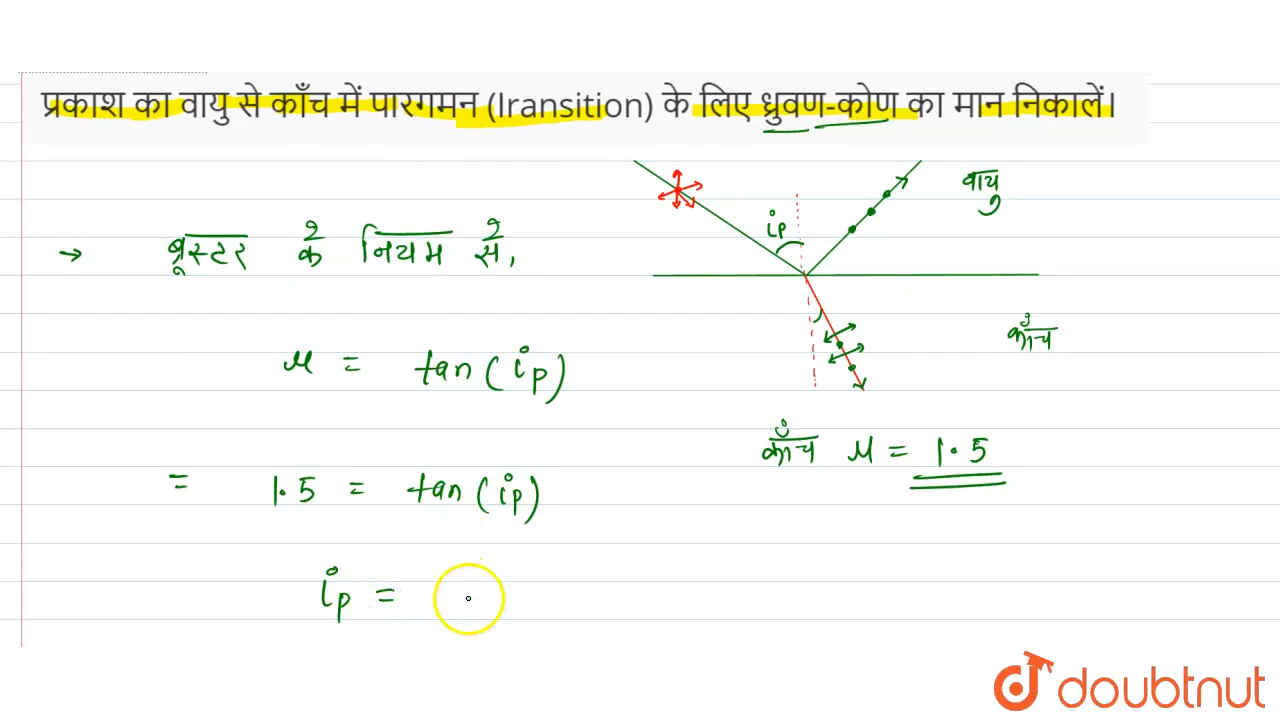 प्रकाश का वायु से काँच में पारगमन (Iransition) के लिए ध्रुवण-कोण का मान निकालें।
वायु
ip
→ ब्रूस्टर के नियम से,
काँच
μ = tan(ip)
काँच μ = 1.5
= 1.5 = tan(ip)
ip =
doubtnut